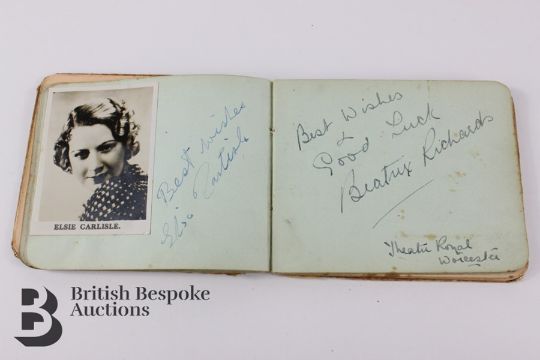 ELSIE CARLISLE.
Best Wishes
Elsie Carlisle
Best Wishes
&
Good Luck
Beatrix Richards
Theatre Royal
Worcester
British Bespoke
Auctions